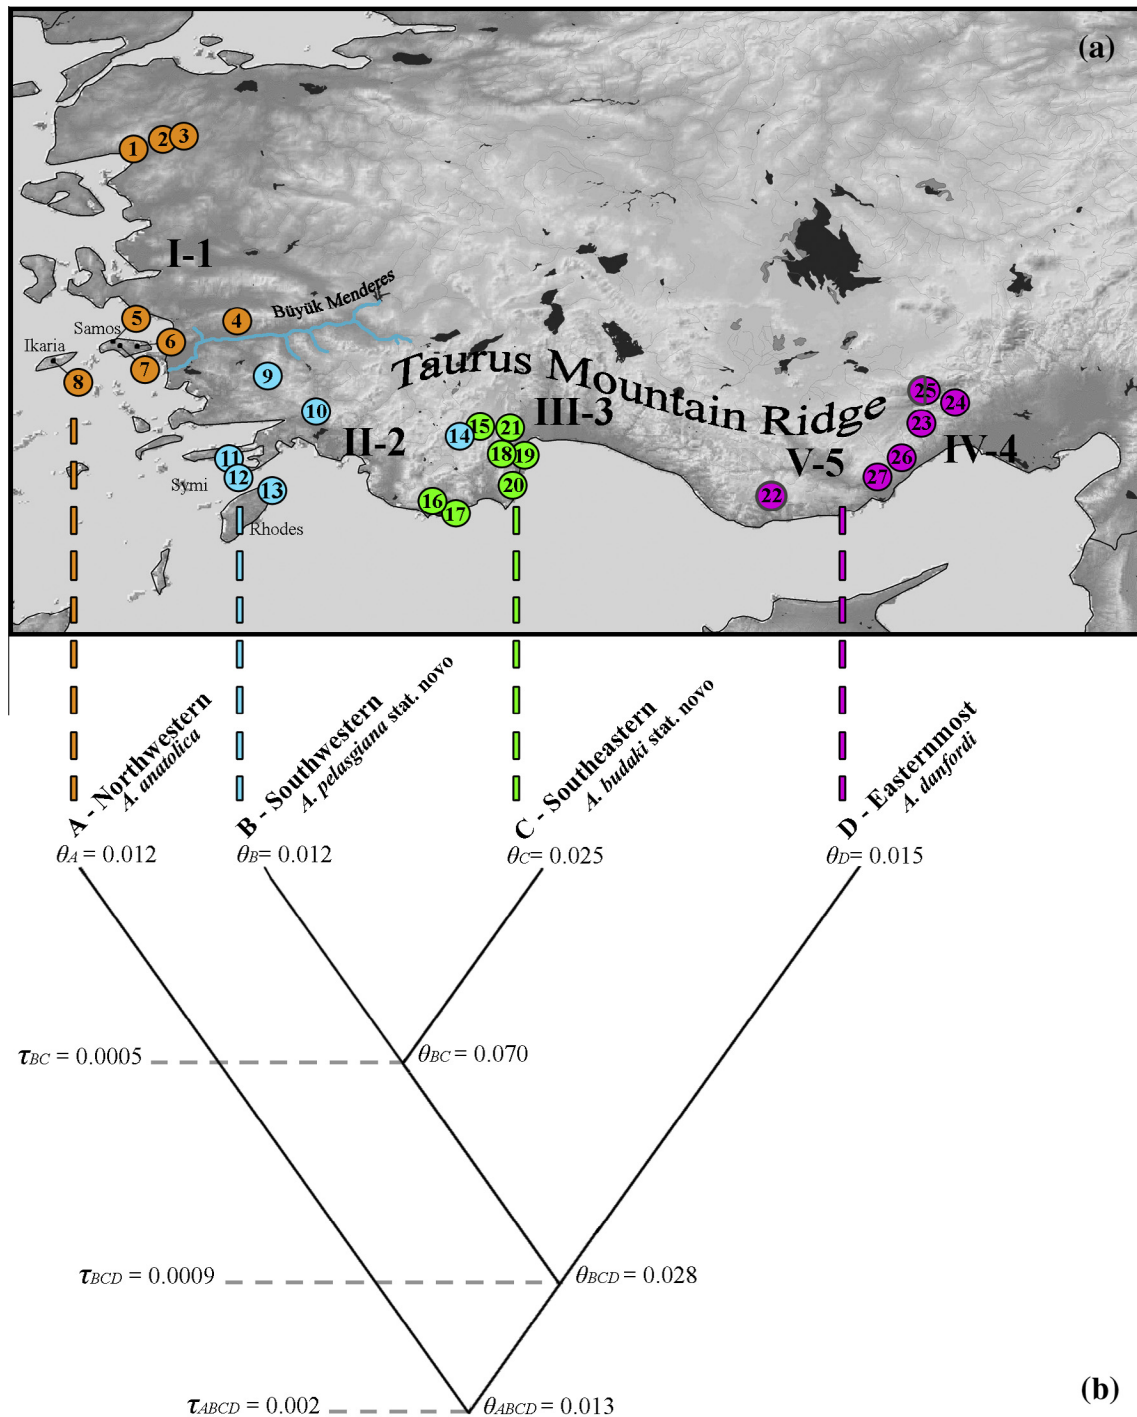 (a)
1 2 3
I-1
Büyük Menderes
5 4
Samos
6
Ikaria
7
8
9
Taurus Mountain Ridge
10
III-3
25
24
15 21
23
14
II-2
18 19
V-5
IV-4
26
11
27
12
Symi
20
13
22
16
17
Rhodes
A - Northwestern
A. anatolica
B - Southwestern
A. pelasgiana stat. novo
C - Southeastern
A. budaki stat. novo
D - Easternmost
A. danfordi
θA = 0.012
θB= 0.012
θC= 0.025
θD= 0.015
τBC = 0.0005
θBC = 0.070
τBCD = 0.0009
θBCD = 0.028
τABCD = 0.002
θABCD = 0.013
(b)